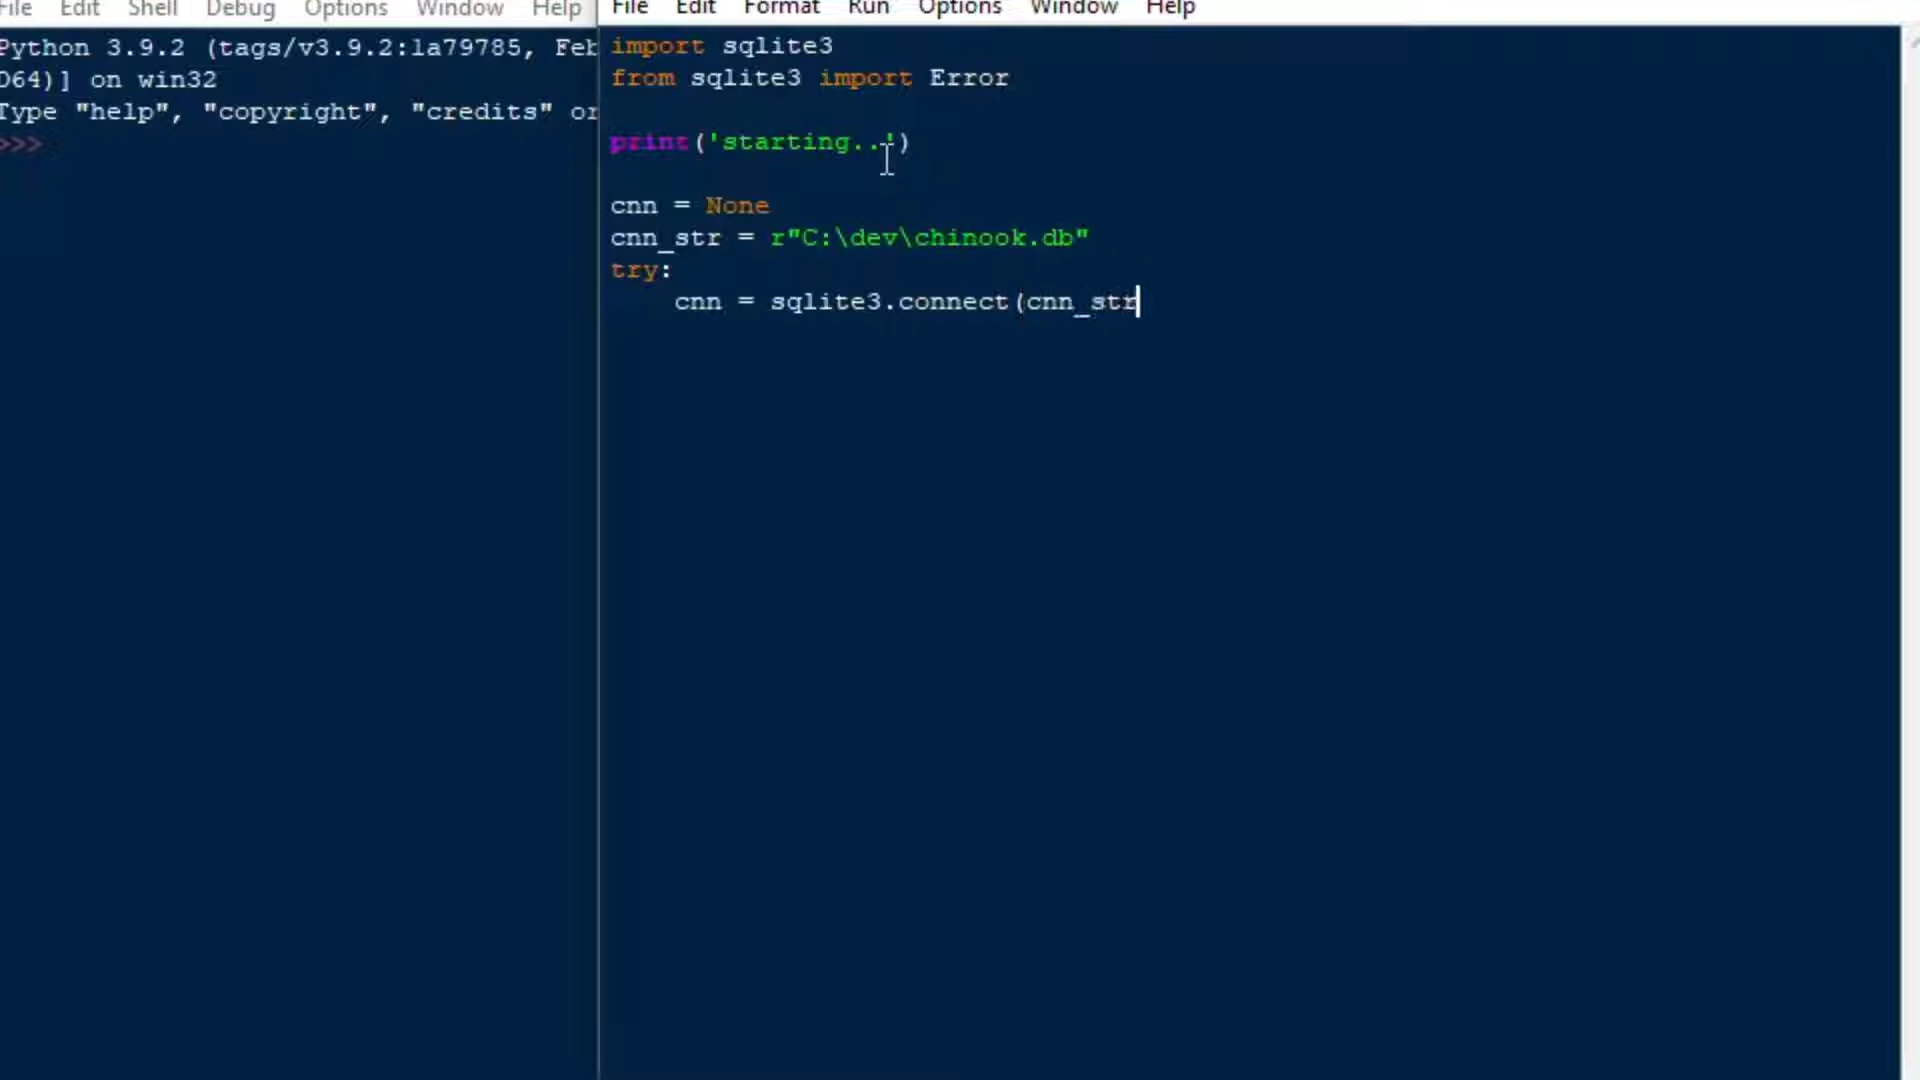 File Edit Shell Debug Options Window Help
Python 3.9.2 (tags/v3.9.2:1a79785, Feb
D64)] on win32
Type "help", "copyright", "credits" or
>>>
File Edit Format Run Options Window Help
import sqlite3
from sqlite3 import Error
print('starting..')
cnn = None
cnn_str = r"C:\dev\chinook.db"
try:
    cnn = sqlite3.connect(cnn_str